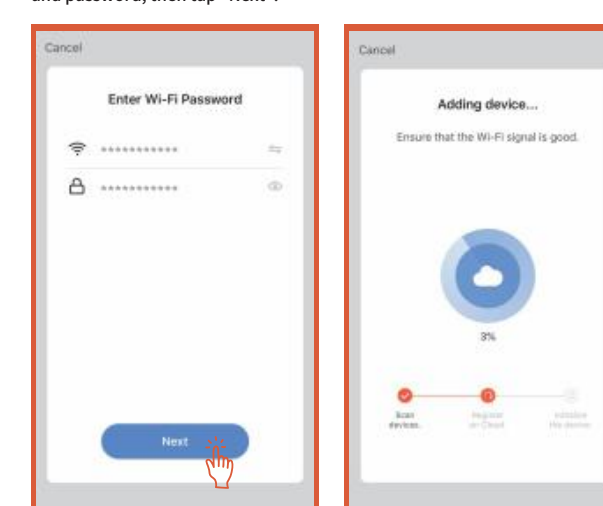 and password, then tap "Next".
Cancel
Enter Wi-Fi Password
***********
***********
Next
Cancel
Adding device...
Ensure that the Wi-Fi signal is good.
3%
Scan
devices.
Register
on Cloud
Initialize
the device.